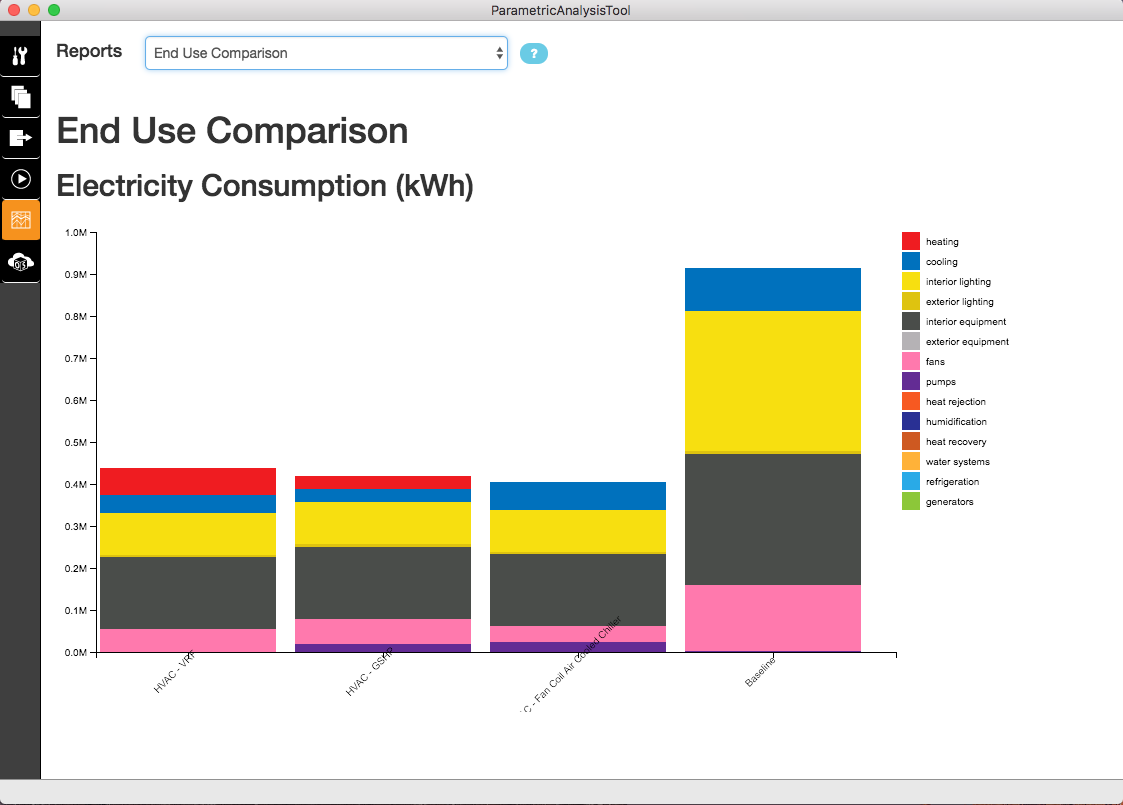 ParametricAnalysisTool
Reports
End Use Comparison
?
End Use Comparison
Electricity Consumption (kWh)
1.0M
0.9M
0.8M
0.7M
0.6M
0.5M
0.4M
0.3M
0.2M
0.1M
0.0M
HVAC - VRF
HVAC - GSHP
C - Fan Coil Air Cooled Chiller
Baseline
heating
cooling
interior lighting
exterior lighting
interior equipment
exterior equipment
fans
pumps
heat rejection
humidification
heat recovery
water systems
refrigeration
generators